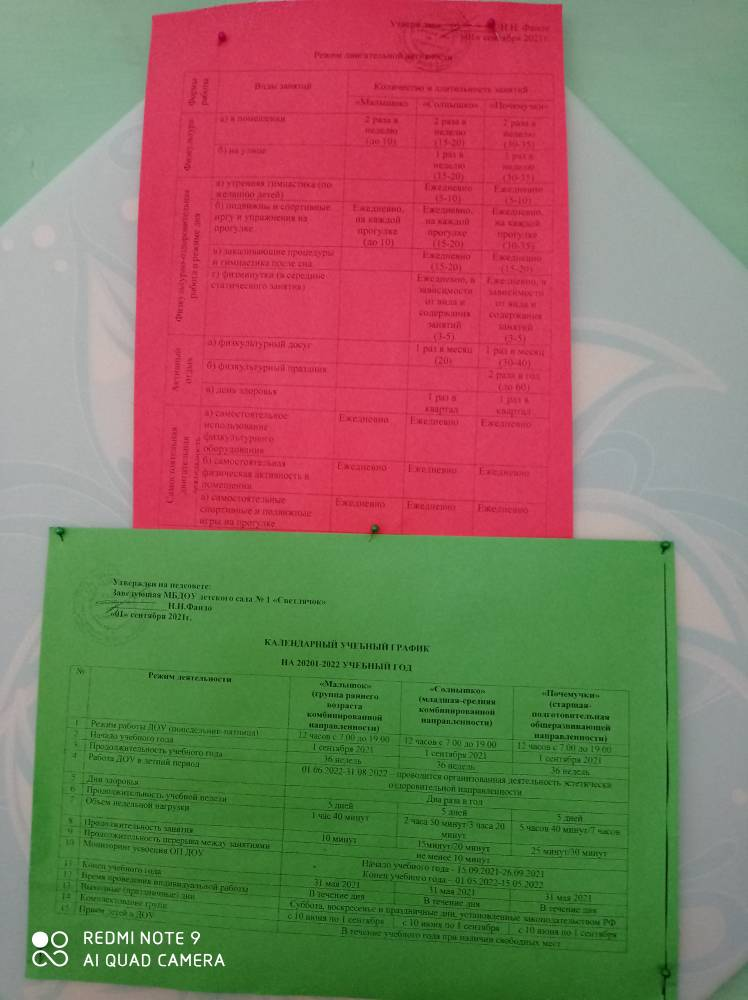 Утверждаю Н.Н. Фаизо
«01» сентября 2021г.
Режим двигательной активности
Формы работы
Виды занятий
Количество и длительность занятий
«Малышок» «Солнышко» «Почемучки»
Физкультура
а) в помещении 2 раза в неделю (до 10) 2 раза в неделю (15-20) 2 раза в неделю (30-35)
б) на улице 1 раз в неделю (15-20) 1 раз в неделю (30-35)
Физкультурно-оздоровительная работа в режиме дня
а) утренняя гимнастика (по желанию детей) Ежедневно (5-10) Ежедневно (5-10)
б) подвижны и спортивные игру и упражнения на прогулке Ежедневно, на каждой прогулке (до 10) Ежедневно, на каждой прогулке (15-20) Ежедневно, на каждой прогулке (30-35)
в) закаливающие процедуры и гимнастика после сна. Ежедневно (15-20) Ежедневно (15-20)
г) физминутки (в середине статического занятия) Ежедневно, в зависимости от вида и содержания занятий (3-5) Ежедневно, в зависимости от вида и содержания занятий (3-5)
Активный отдых
а) физкультурный досуг 1 раз в месяц (20) 1 раз в месяц (30-40)
б) физкультурный праздник 2 раза в год (до 60)
в) день здоровья 1 раз в квартал 1 раз в квартал
Самостоятельная двигательная деятельность
а) самостоятельное использование физкультурного оборудования Ежедневно Ежедневно Ежедневно
б) самостоятельная физическая активность в помещении Ежедневно Ежедневно Ежедневно
а) самостоятельные спортивные и подвижные игры на прогулке Ежедневно Ежедневно Ежедневно
Утвержден на педсовете:
Заведующая МБДОУ детского сада № 1 «Светлячок»
Н.Н.Фаизо
«01» сентября 2021г.
КАЛЕНДАРНЫЙ УЧЕБНЫЙ ГРАФИК
НА 20201-2022 УЧЕБНЫЙ ГОД
№ Режим деятельности «Малышок» (группа раннего возраста комбинированной направленности) «Солнышко» (младшая-средняя комбинированной направленности) «Почемучки» (старшая-подготовительная общеразвивающей направленности)
1 Режим работы ДОУ (понедельник-пятница) 12 часов с 7.00 до 19.00 12 часов с 7.00 до 19.00 12 часов с 7.00 до 19.00
2 Начало учебного года 1 сентября 2021 1 сентября 2021 1 сентября 2021
3 Продолжительность учебного года 36 недель 36 недель 36 недель
4 Работа ДОУ в летний период 01.06.2022-31.08.2022 – проводится организованная деятельность эстетически оздоровительной направленности
5 Дни здоровья Два раза в год
6 Продолжительность учебной недели 5 дней 5 дней 5 дней
7 Объем недельной нагрузки 1 час 40 минут 2 часа 50 минут/3 часа 20 минут 5 часов 40 минут/7 часов
8 Продолжительность занятия 10 минут 15минут/20 минут 25 минут/30 минут
9 Продолжительность перерыва между занятиями - не менее 10 минут
10 Мониторинг усвоения ОП ДОУ - Начало учебного года - 15.09.2021-26.09.2021
Конец учебного года – 01.05.2022-15.05.2022
11 Конец учебного года 31 мая 2021 31 мая 2021 31 мая 2021
12 Время проведения индивидуальной работы В течение дня В течение дня В течение дня
13 Выходные (праздничные) дни Суббота, воскресенье и праздничные дни, установленные законодательством РФ
14 Комплектование групп с 10 июня по 1 сентября с 10 июня по 1 сентября с 10 июня по 1 сентября
15 Прием детей в ДОУ В течение учебного года при наличии свободных мест
REDMI NOTE 9
AI QUAD CAMERA